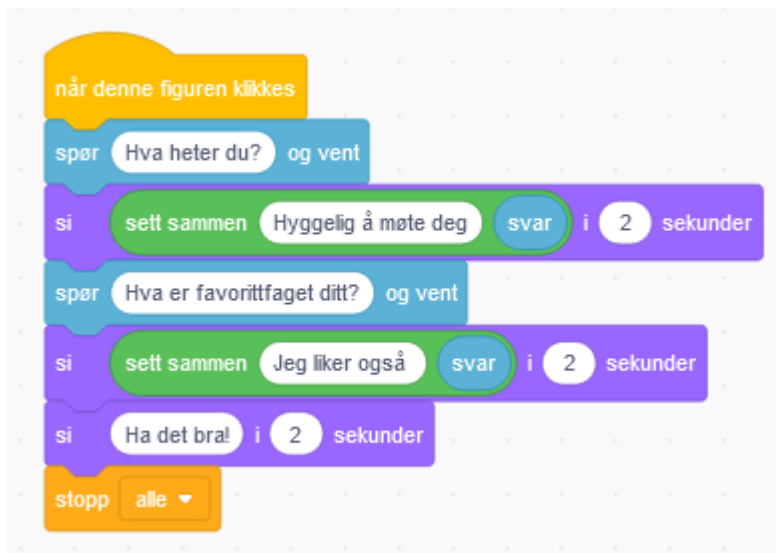 når denne figuren klikkes
spør Hva heter du? og vent
si sett sammen Hyggelig å møte deg svar i 2 sekunder
spør Hva er favorittfaget ditt? og vent
si sett sammen Jeg liker også svar i 2 sekunder
si Ha det bra! i 2 sekunder
stopp alle